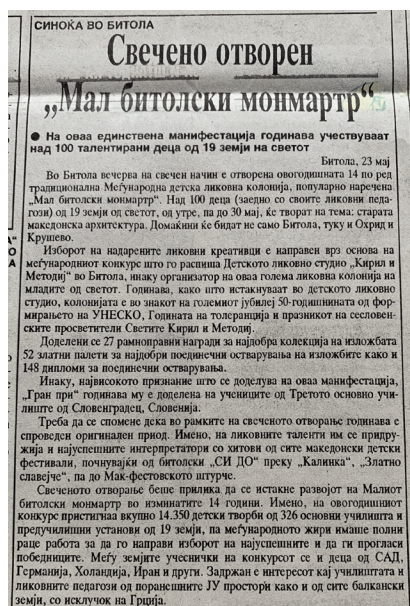 СИНОЌА ВО БИТОЛА
Свечено отворен
„Мал битолски монмартр“
● На оваа единствена манифестација годинава учествуваат
над 100 талентирани деца од 19 земји на светот
Битола, 23 мај
Во Битола вечерва на свечен начин е отворена овогодишната 14 по ред
традиционална Меѓународна детска ликовна колонија, популарно наречена
„Мал битолски монмартр“. Над 100 деца (заедно со своите ликовни педа-
гози) од 19 земји од светот, од утре, па до 30 мај, ќе творат на тема: старата
македонска архитектура. Домаќини ќе бидат не само Битола, туку и Охрид и
Крушево.
Изборот на надарените ликовни креативци е направен врз основа на
меѓународниот конкурс што го распиша Детското ликовно студио „Кирил и
Методиј“ во Битола, инаку организатор на оваа голема ликовна колонија на
младите од светот. Годинава, како што истакнуваат во детското ликовно
студио, колонијата е во знакот на големиот јубилеј 50-годишнината од фор-
мирањето на УНЕСКО, Годината на толеранција и празникот на сесловен-
ските просветители Светите Кирил и Методиј.
Доделени се 27 рамноправни награди за најдобра колекција на изложбата
52 златни палети за најдобри поединечни остварувања на изложбите како и
148 дипломи за поединечни остварувања.
Инаку, највисокото признание што се доделува на оваа манифестација,
„Гран при“ годинава му е доделена на учениците од Третото основно учи-
лиште од Словенградец, Словенија.
Треба да се спомене дека во рамките на свеченото отворање годинава е
спроведен оригинален приод. Имено, на ликовните таленти им се придру-
жија и најуспешните интерпретатори со хитови од сите македонски детски
фестивали, почнувајќи од битолски „СИ ДО“ преку „Калинка“, „Златно
славејче“, па до Мак-фестовското штурче.
Свеченото отворање беше прилика да се истакне развојот на Малиот
битолски монмартр во изминатите 14 години. Имено, на овогодишниот
конкурс пристигнаа вкупно 14.350 детски творби од 326 основни училишта и
предучилишни установи од 19 земји, па меѓународното жири имаше полни
раце работа за да го направи изборот на најуспешните и да ги прогласи
победниците. Меѓу земјите учеснички на конкурсот се и деца од САД,
Германија, Холандија, Иран и други. Задржан е интересот кај училиштата и
ликовните педагози од поранешните ЈУ простори како и од сите балкански
земји, со исклучок на Грција.